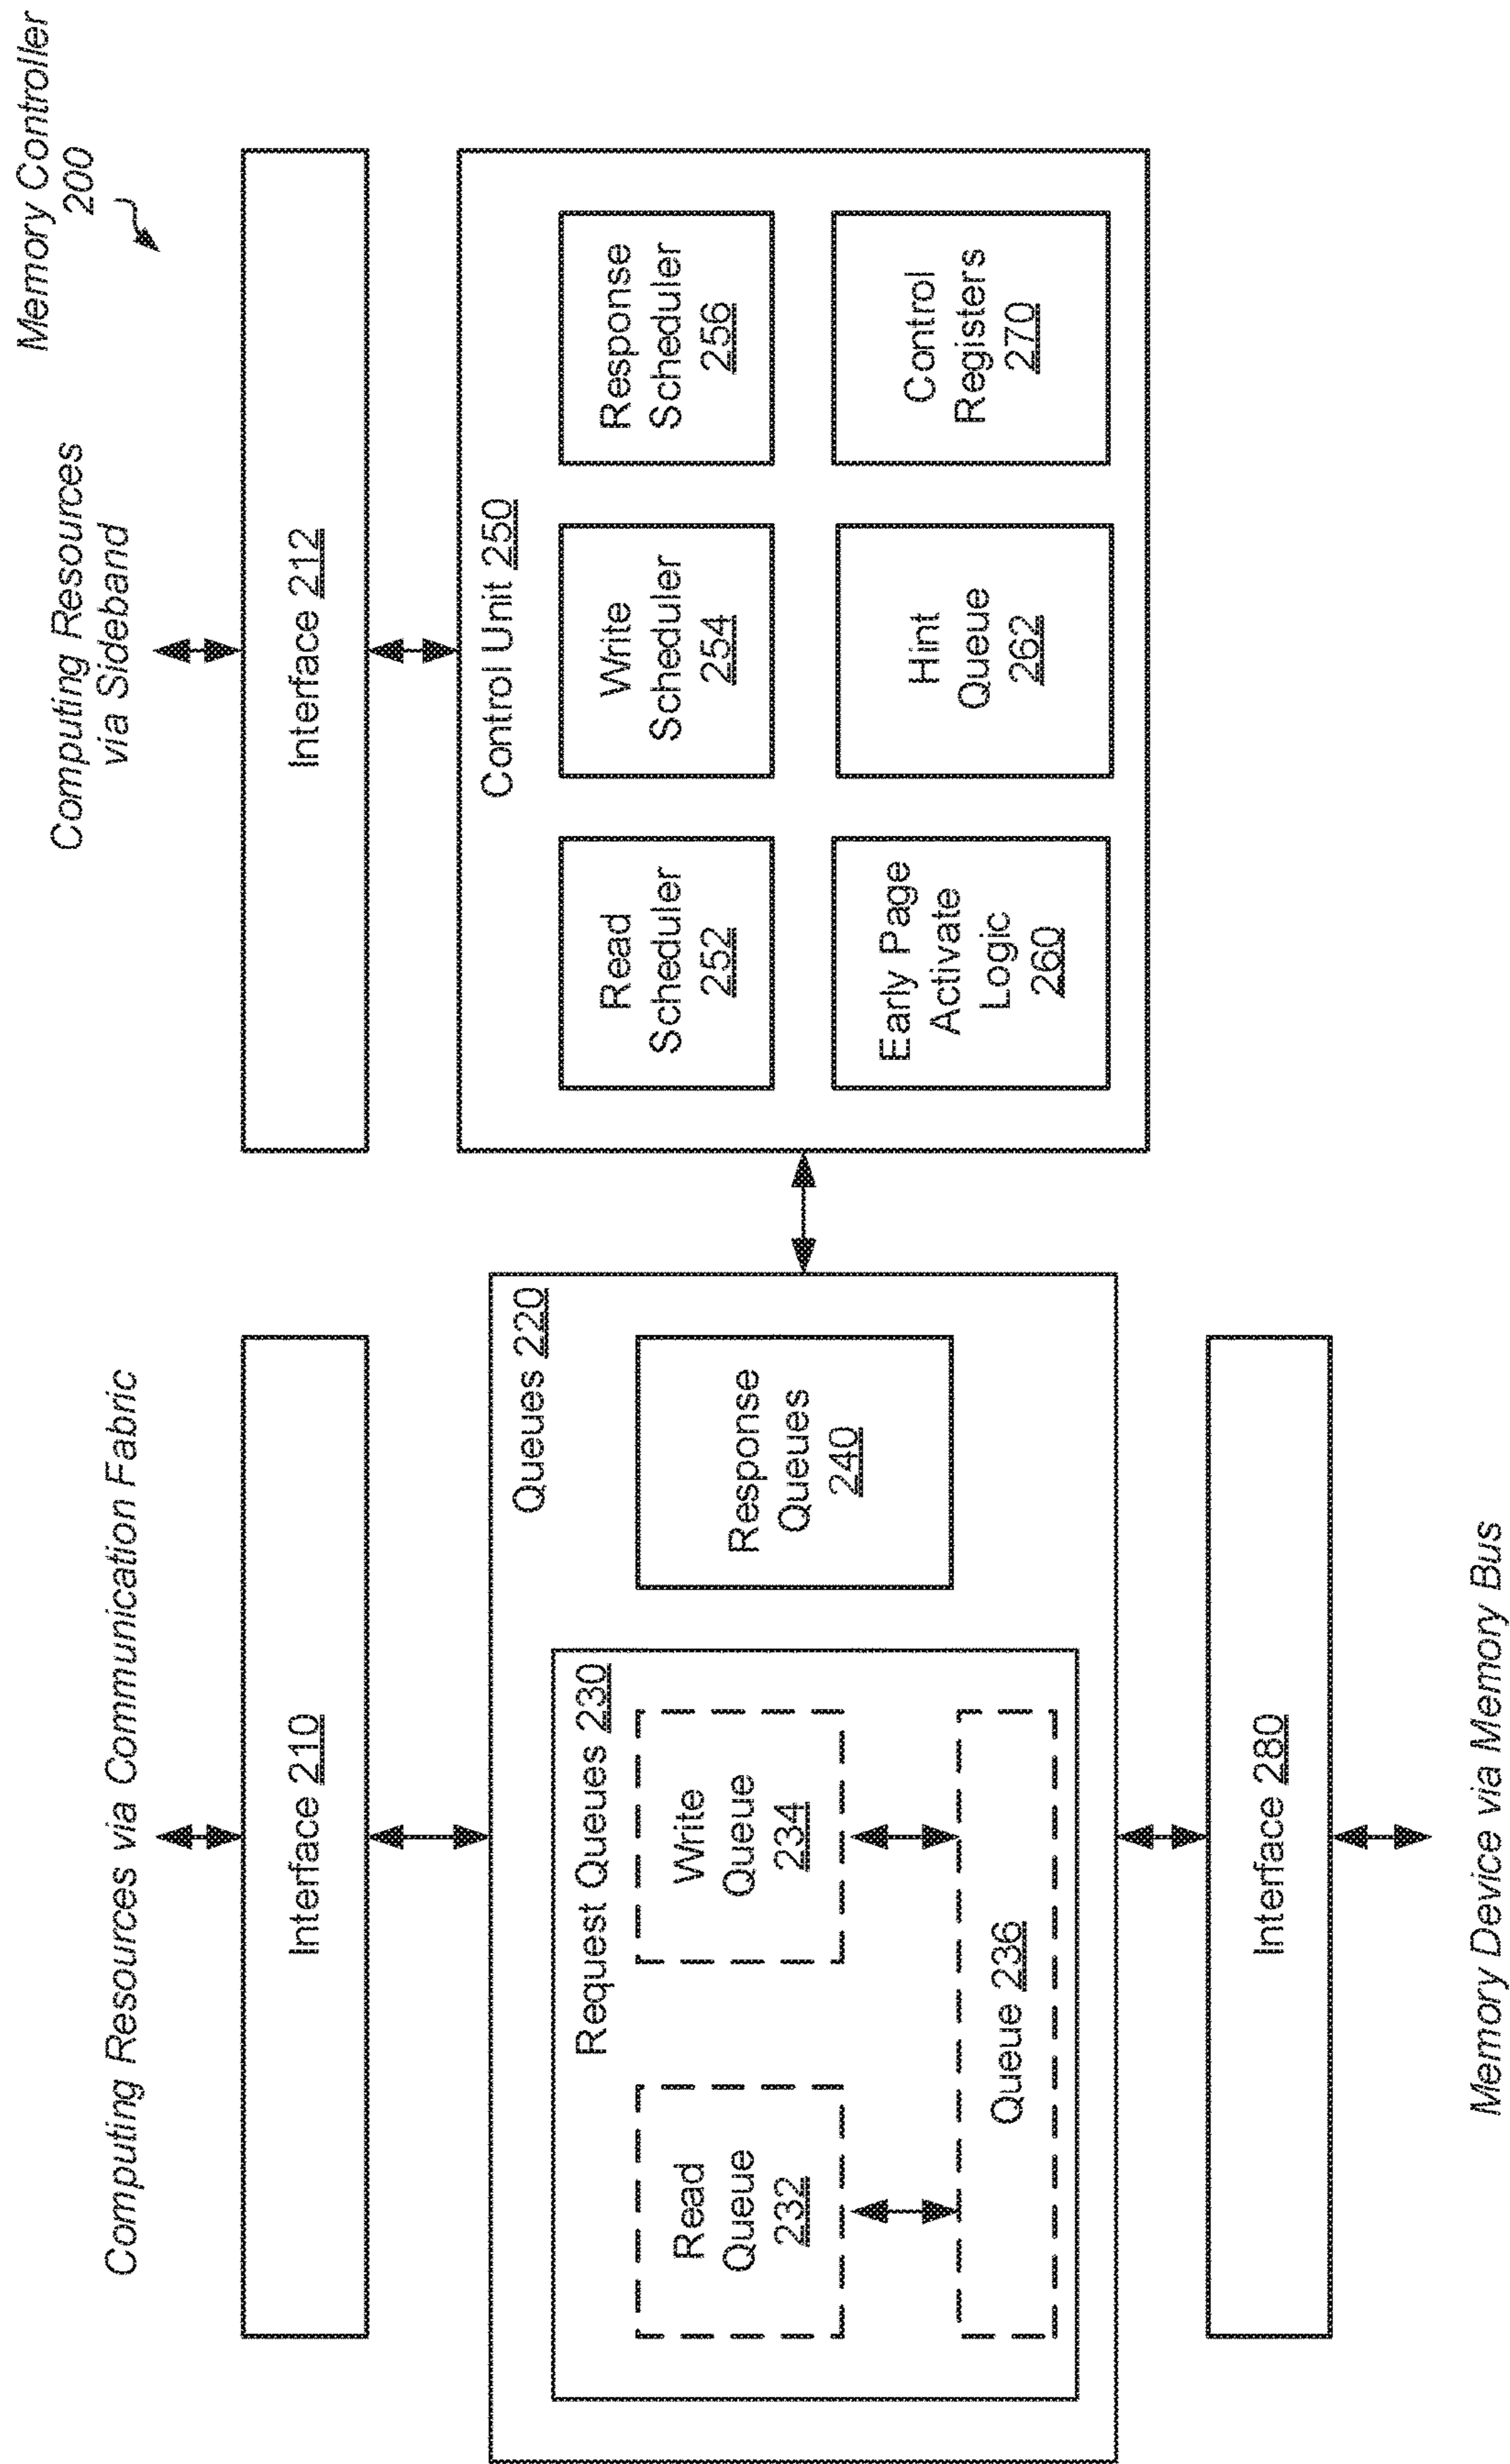 Memory Controller
200
Computing Resources via Communication Fabric
Computing Resources
via Sideband
Interface 210
Interface 212
Queues 220
Request Queues 230
Read
Queue
232
Write
Queue
234
Queue 236
Response
Queues
240
Control Unit 250
Read
Scheduler
252
Write
Scheduler
254
Response
Scheduler
256
Early Page
Activate
Logic
260
Hint
Queue
262
Control
Registers
270
Interface 280
Memory Device via Memory Bus